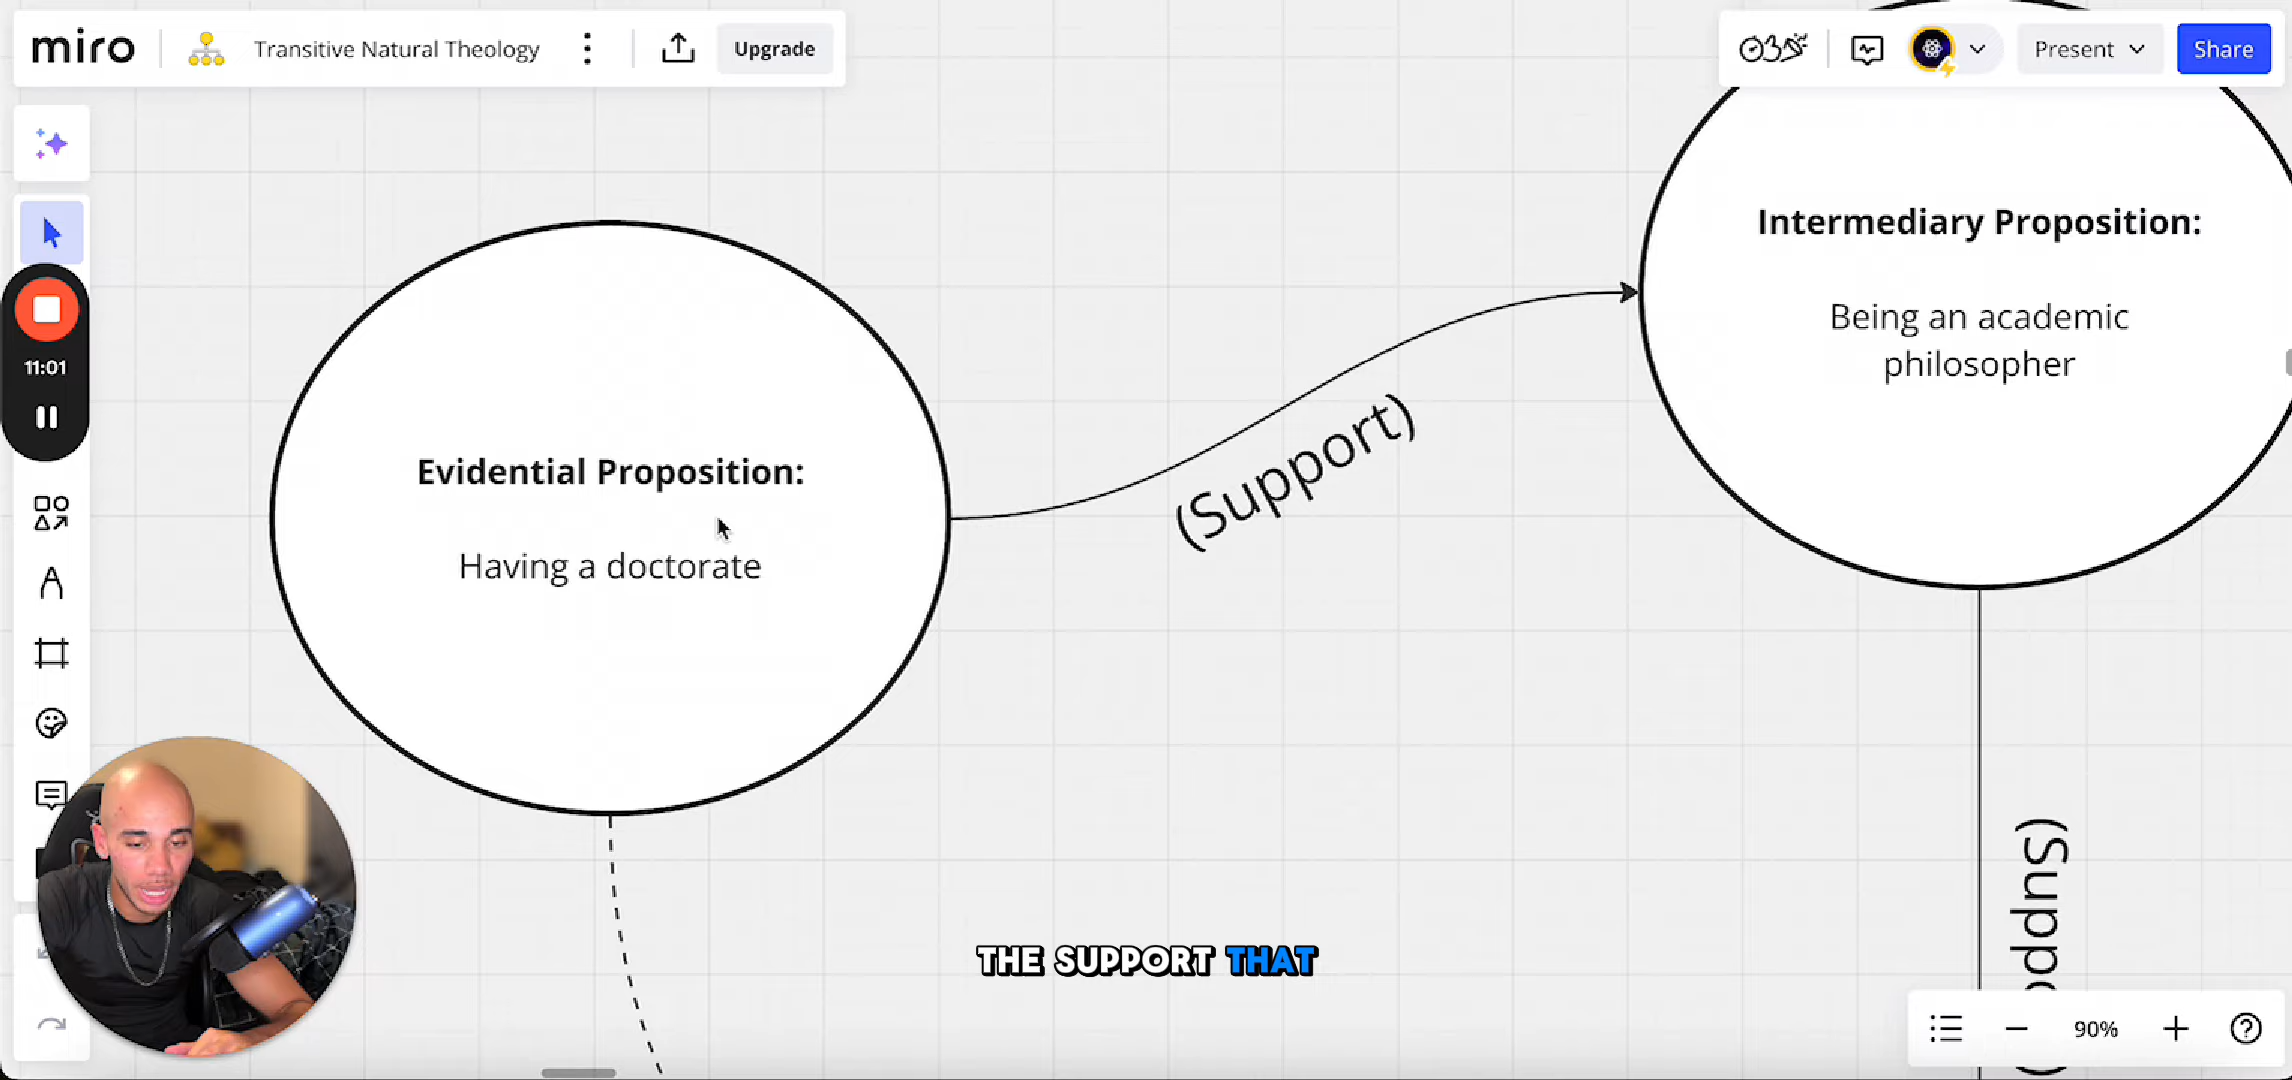 miro
Transitive Natural Theology
Upgrade
Present
Share
11:01
Intermediary Proposition:
Being an academic
philosopher
(Support)
Evidential Proposition:
Having a doctorate
(Suppo
THE SUPPORT THAT
90%